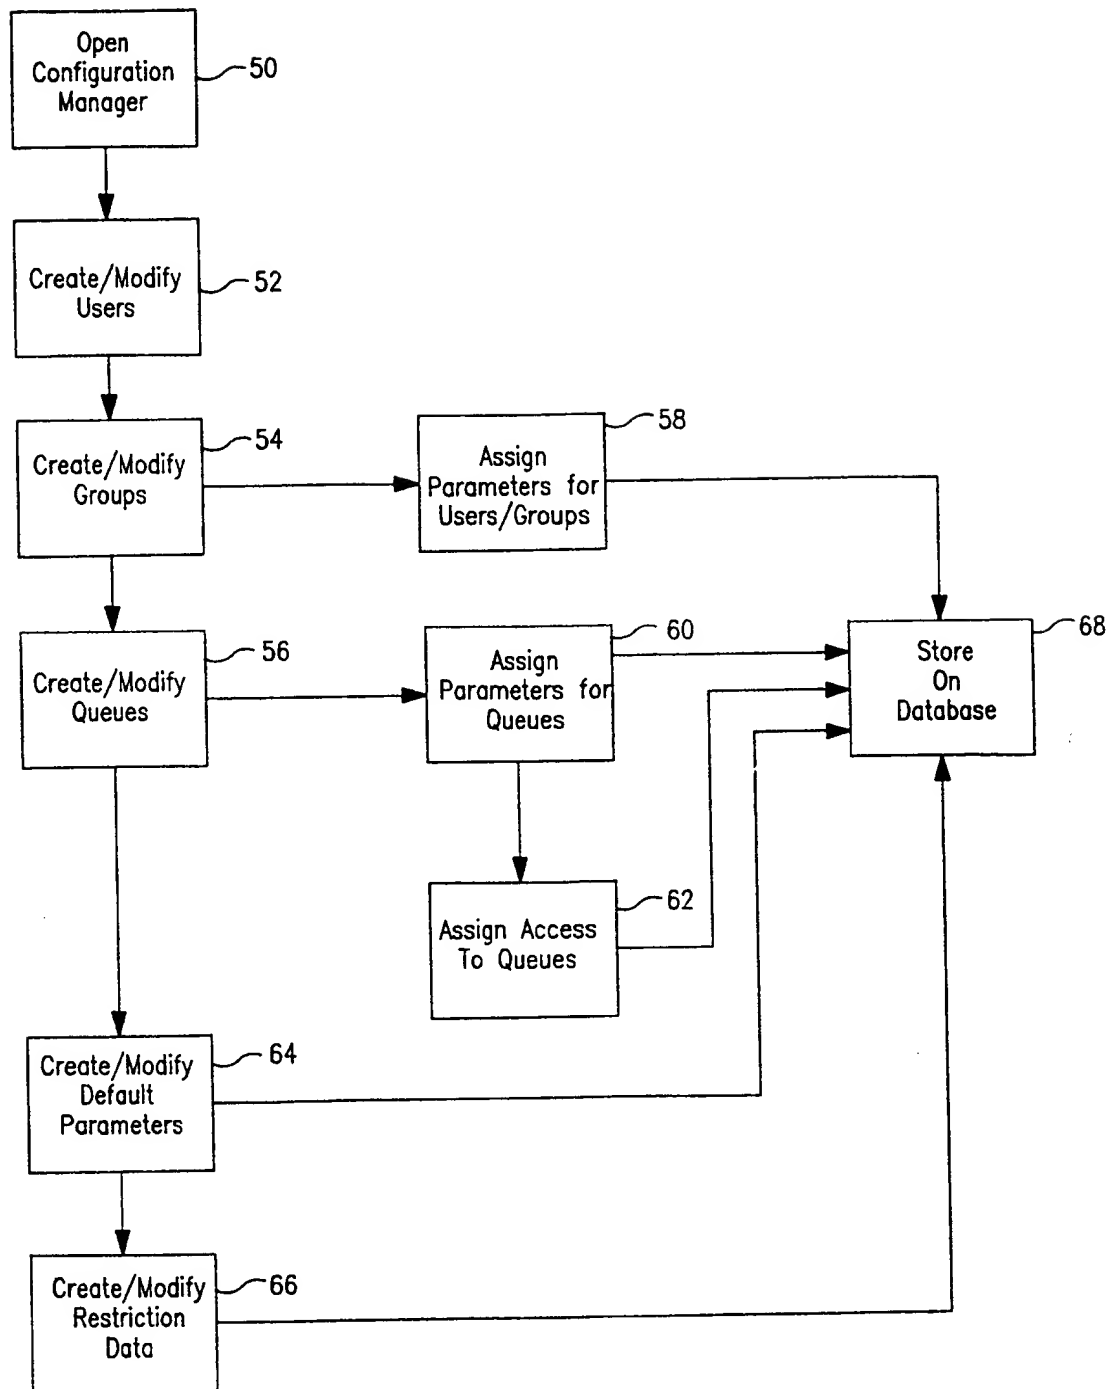 Open
Configuration
Manager
50
Create/Modify
Users
52
Create/Modify
Groups
54
Assign
Parameters for
Users/Groups
58
Create/Modify
Queues
56
Assign
Parameters for
Queues
60
Store
On
Database
68
Assign Access
To Queues
62
Create/Modify
Default
Parameters
64
Create/Modify
Restriction
Data
66